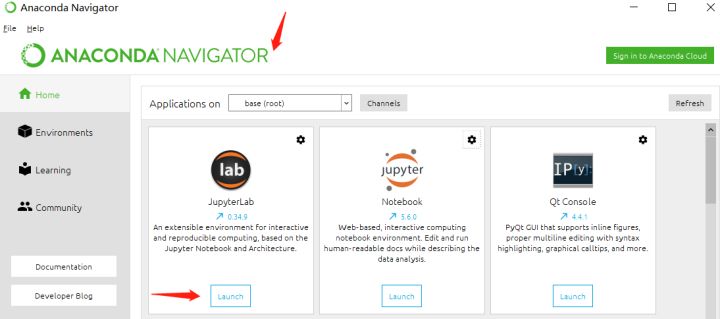 Anaconda Navigator
File Help
ANACONDA NAVIGATOR
Sign in to Anaconda Cloud
Home
Environments
Learning
Community
Documentation
Developer Blog
Applications on base (root) Channels Refresh
lab
JupyterLab
0.34.9
An extensible environment for interactive
and reproducible computing, based on the
Jupyter Notebook and Architecture.
Launch
jupyter
Notebook
5.6.0
Web-based, interactive computing
notebook environment. Edit and run
human-readable docs while describing the
data analysis.
Launch
IP[y]:
Qt Console
4.4.1
PyQt GUI that supports inline figures,
proper multiline editing with syntax
highlighting, graphical calltips, and more.
Launch